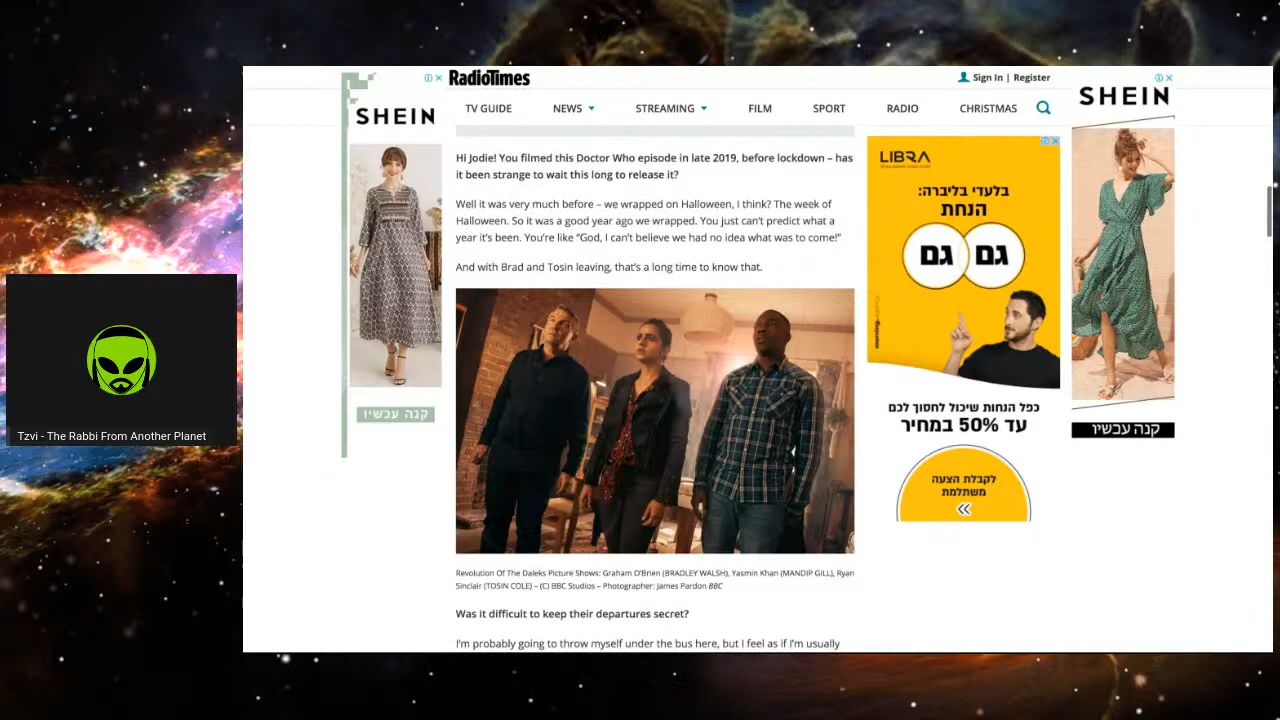 SHEIN
קנה עכשיו
RadioTimes
Sign In | Register
TV GUIDE
NEWS
STREAMING
FILM
SPORT
RADIO
CHRISTMAS
Hi Jodie! You filmed this Doctor Who episode in late 2019, before lockdown – has
it been strange to wait this long to release it?
Well it was very much before – we wrapped on Halloween, I think? The week of
Halloween. So it was a good year ago we wrapped. You just can't predict what a
year it's been. You're like "God, I can't believe we had no idea what was to come!"
And with Brad and Tosin leaving, that's a long time to know that.
Revolution Of The Daleks Picture Shows: Graham O'Brien (BRADLEY WALSH), Yasmin Khan (MANDIP GILL), Ryan
Sinclair (TOSIN COLE) – (C) BBC Studios – Photographer: James Pardon BBC
Was it difficult to keep their departures secret?
I'm probably going to throw myself under the bus here, but I feel as if I'm usually
LIBRA
בלעדי בליברה:
הנחת
גם גם
morning.
כפל הנחות שיכול לחסוך לכם
עד 50% במחיר
לקבלת הצעה
משתלמת
SHEIN
קנה עכשיו
Tzvi - The Rabbi From Another Planet